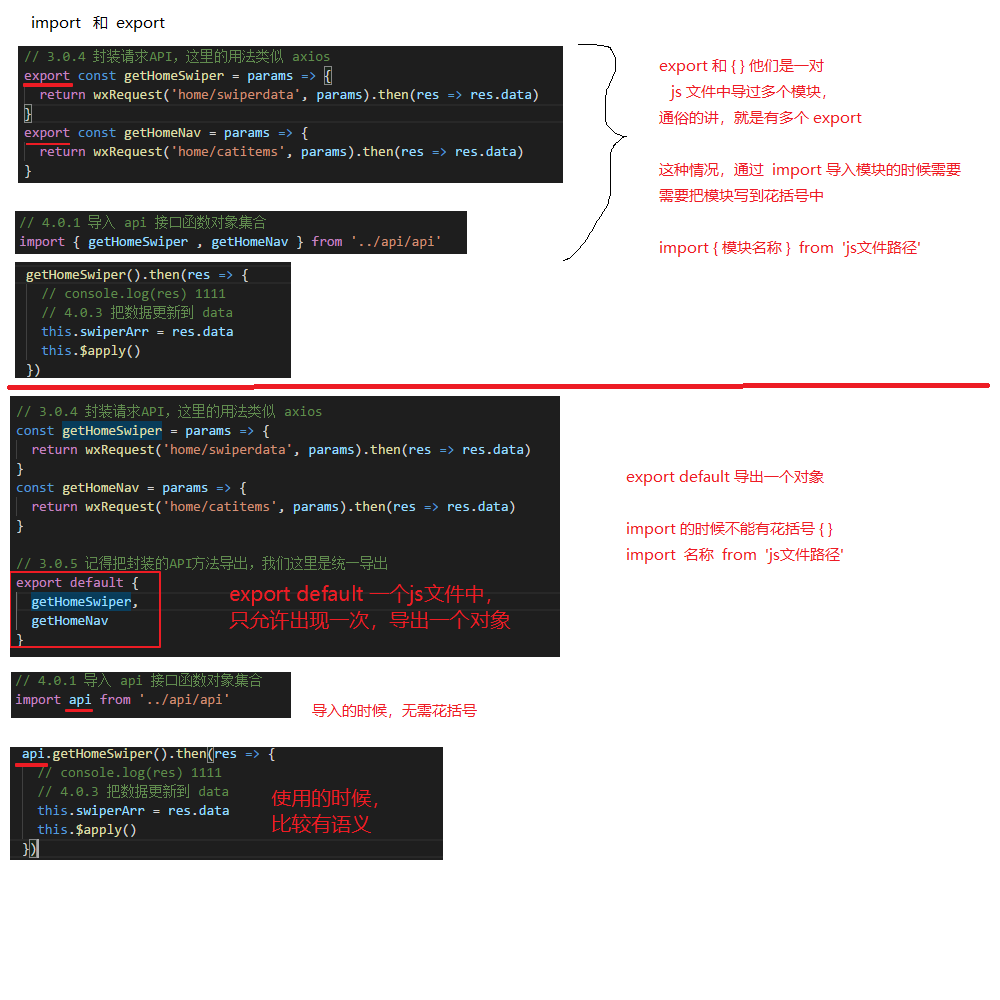 import 和 export
// 3.0.4 封装请求API，这里的用法类似 axios
export const getHomeSwiper = params => {
return wxRequest('home/swiperdata', params).then(res => res.data)
}
export const getHomeNav = params => {
return wxRequest('home/catitems', params).then(res => res.data)
}
export 和 { } 他们是一对
js 文件中导过多个模块，
通俗的讲，就是有多个 export
这种情况，通过 import 导入模块的时候需要
需要把模块写到花括号中
import { 模块名称 } from 'js文件路径'
// 4.0.1 导入 api 接口函数对象集合
import { getHomeSwiper , getHomeNav } from '../api/api'
getHomeSwiper().then(res => {
// console.log(res) 1111
// 4.0.3 把数据更新到 data
this.swiperArr = res.data
this.$apply()
})
// 3.0.4 封装请求API，这里的用法类似 axios
const getHomeSwiper = params => {
return wxRequest('home/swiperdata', params).then(res => res.data)
}
const getHomeNav = params => {
return wxRequest('home/catitems', params).then(res => res.data)
}
// 3.0.5 记得把封装的API方法导出，我们这里是统一导出
export default {
getHomeSwiper,
getHomeNav
}
export default 一个js文件中，
只允许出现一次，导出一个对象
export default 导出一个对象
import 的时候不能有花括号 { }
import 名称 from 'js文件路径'
// 4.0.1 导入 api 接口函数对象集合
import api from '../api/api'
导入的时候，无需花括号
api.getHomeSwiper().then(res => {
// console.log(res) 1111
// 4.0.3 把数据更新到 data
this.swiperArr = res.data
this.$apply()
})
使用的时候，
比较有语义